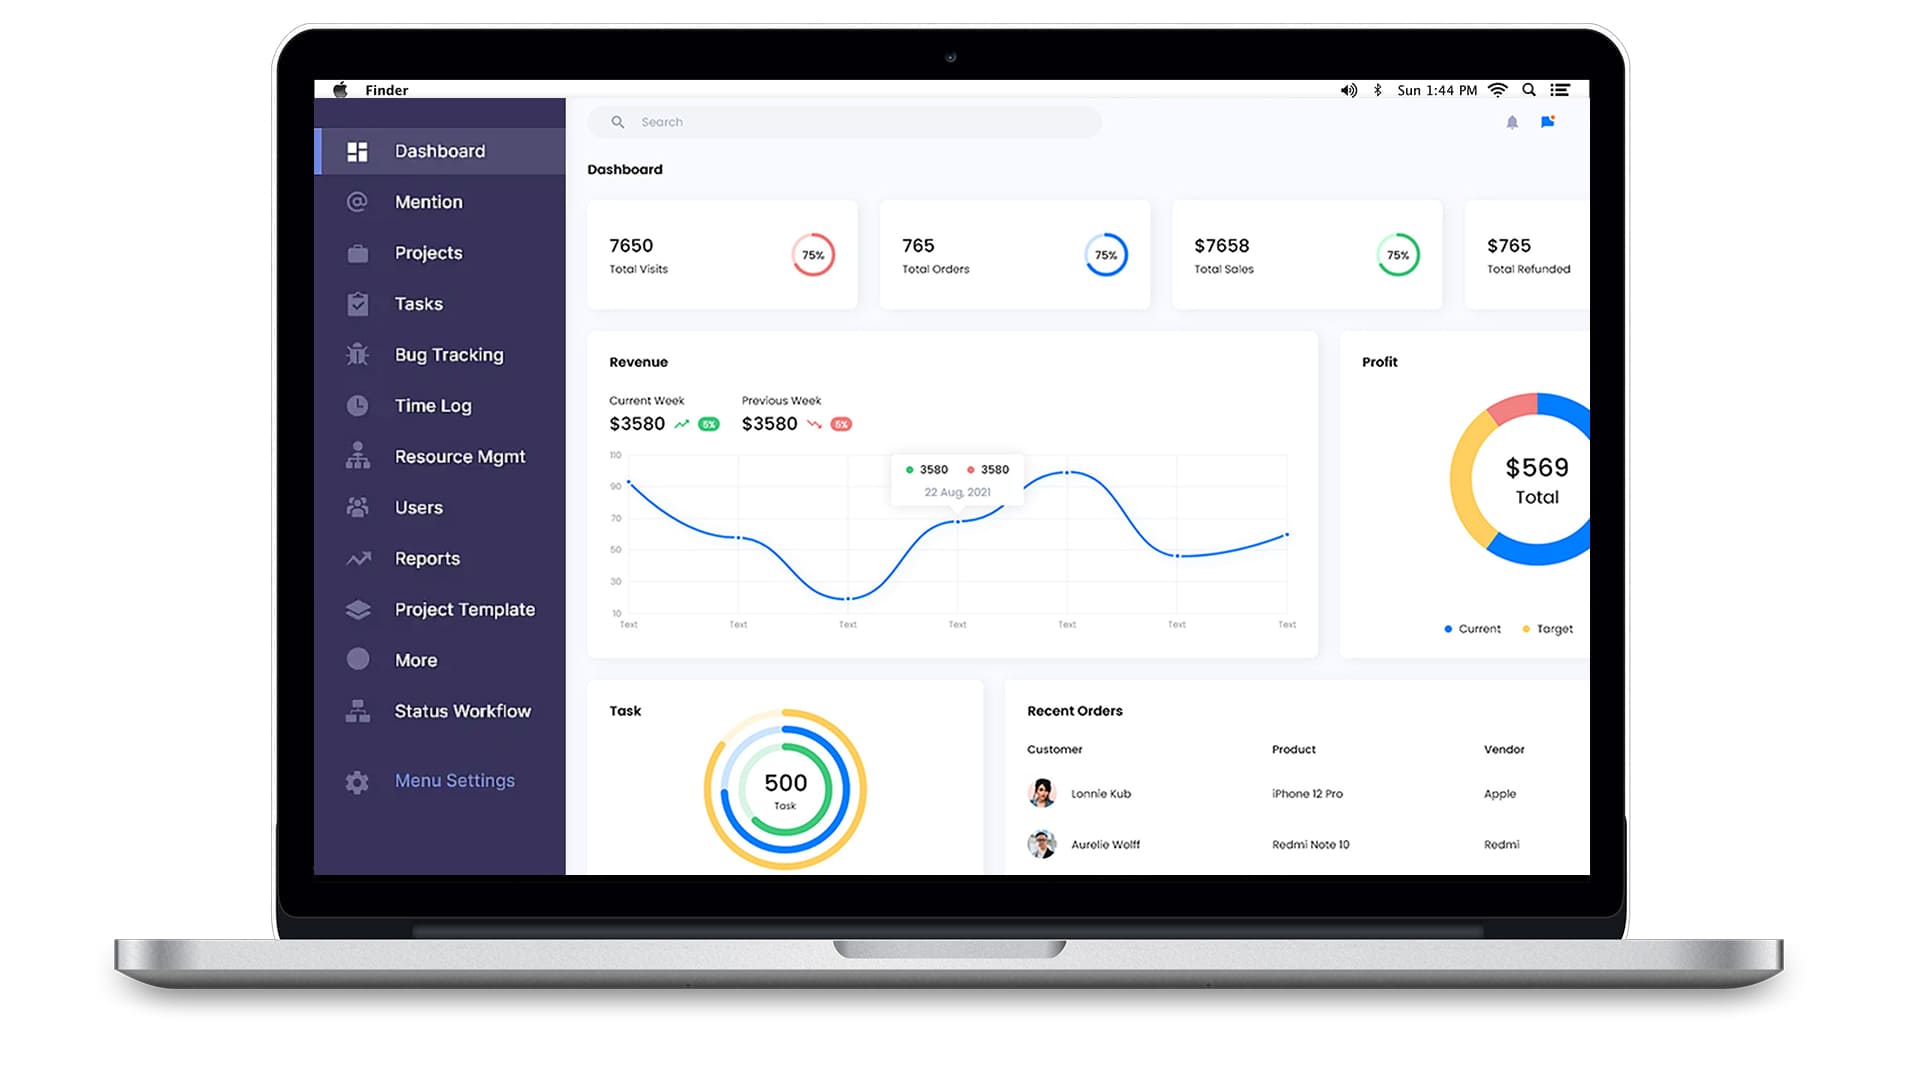 Finder
Sun 1:44 PM
Dashboard
Mention
Projects
Tasks
Bug Tracking
Time Log
Resource Mgmt
Users
Reports
Project Template
More
Status Workflow
Menu Settings
Search
Dashboard
7650
Total Visits
75%
765
Total Orders
75%
$7658
Total Sales
75%
$765
Total Refunded
Revenue
Current Week
$3580
5%
Previous Week
$3580
5%
3580 3580
22 Aug, 2021
110
90
70
50
30
10
Text Text Text Text Text Text Text
Profit
$569
Total
Current Target
Task
500
Task
Recent Orders
Customer Product Vendor
Lonnie Kub iPhone 12 Pro Apple
Aurelie Wolff Redmi Note 10 Redmi